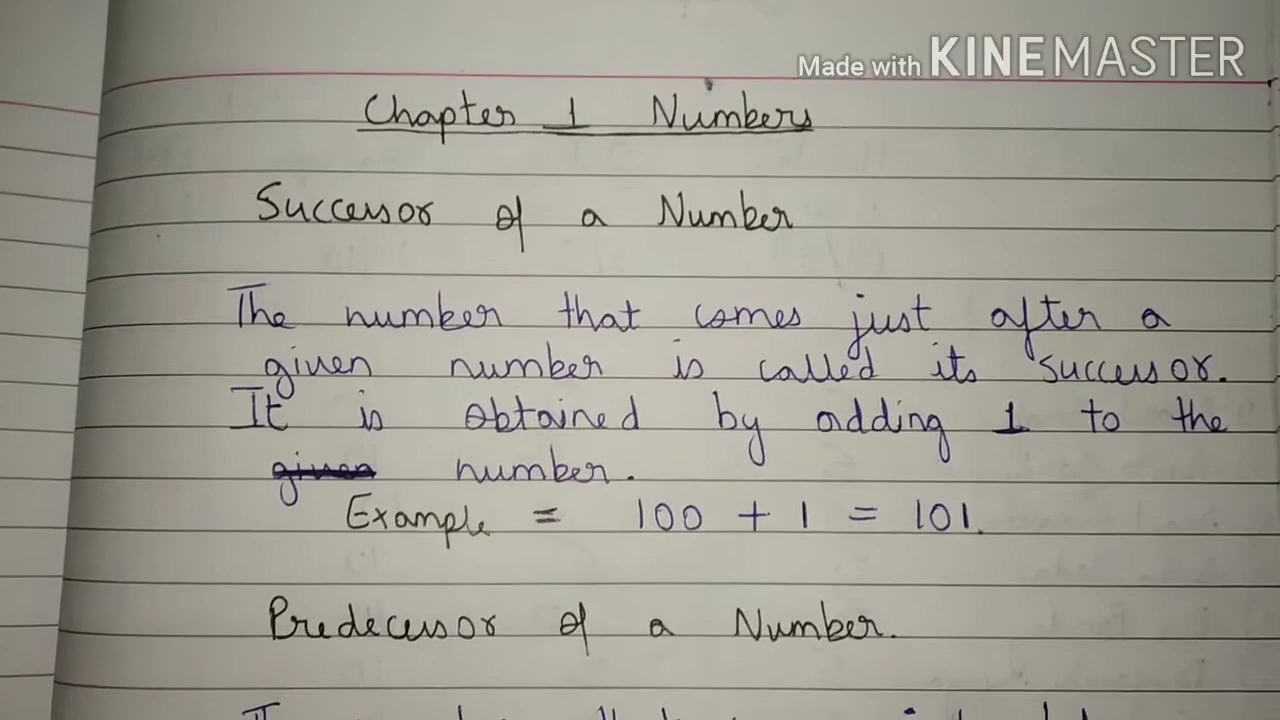 Made with KINEMASTER
Chapter 1 Numbers
Successor of a Number
The number that comes just after a
given number is called its successor.
It is obtained by adding 1 to the
given number.
Example = 100 + 1 = 101.
Predecessor of a Number.